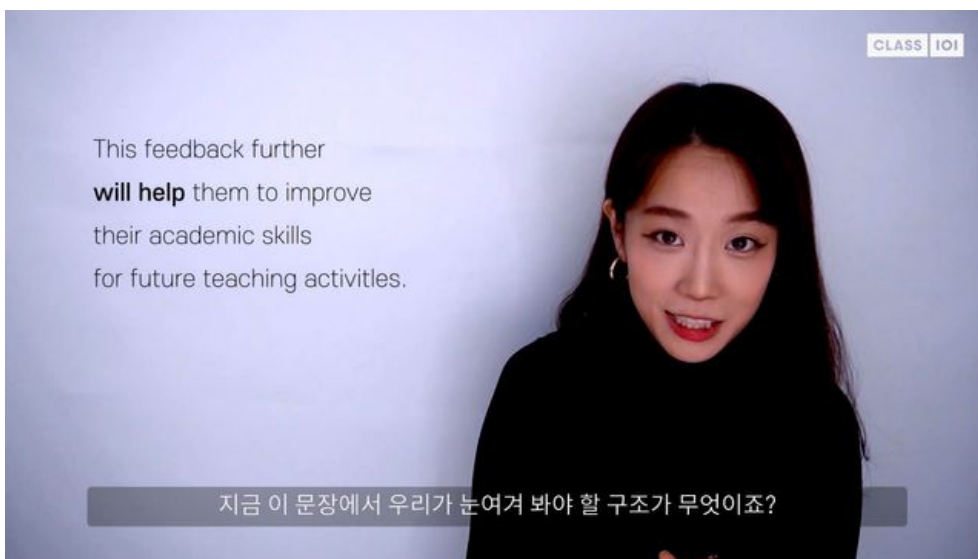 CLASS 101
This feedback further
will help them to improve
their academic skills
for future teaching activitles.
지금 이 문장에서 우리가 눈여겨 봐야 할 구조가 무엇이죠?